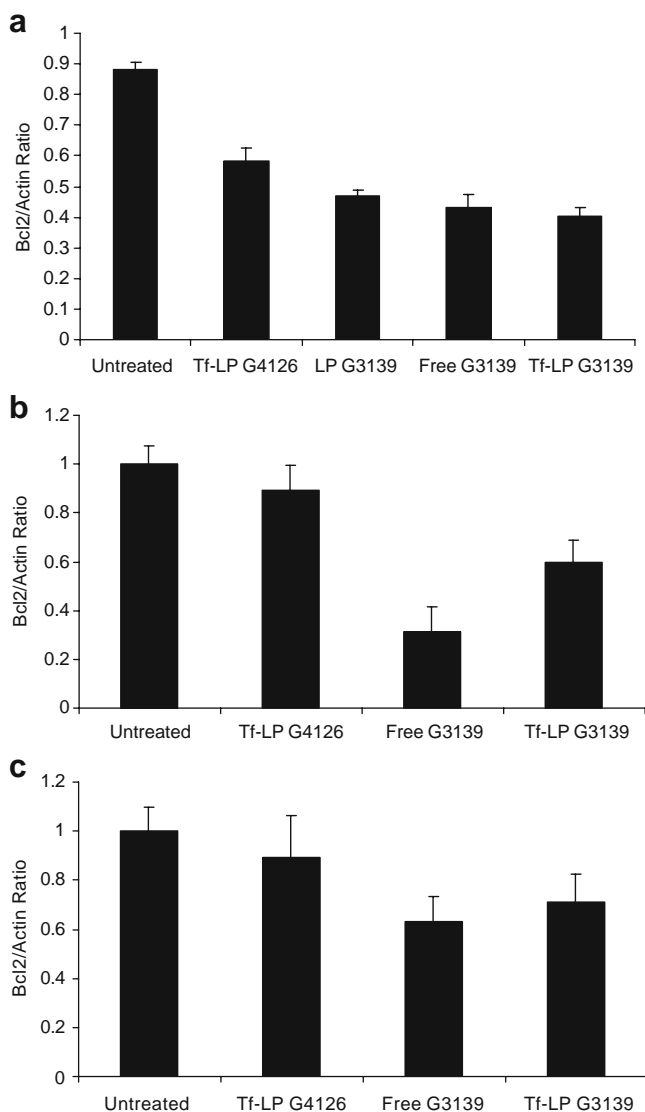 a
1
0.9
0.8
0.7
0.6
0.5
0.4
0.3
0.2
0.1
0
Bcl2/Actin Ratio
Untreated Tf-LP G4126 LP G3139 Free G3139 Tf-LP G3139
b
1.2
1
0.8
0.6
0.4
0.2
0
Bcl2/Actin Ratio
Untreated Tf-LP G4126 Free G3139 Tf-LP G3139
c
1.2
1
0.8
0.6
0.4
0.2
0
Bcl2/Actin Ratio
Untreated Tf-LP G4126 Free G3139 Tf-LP G3139